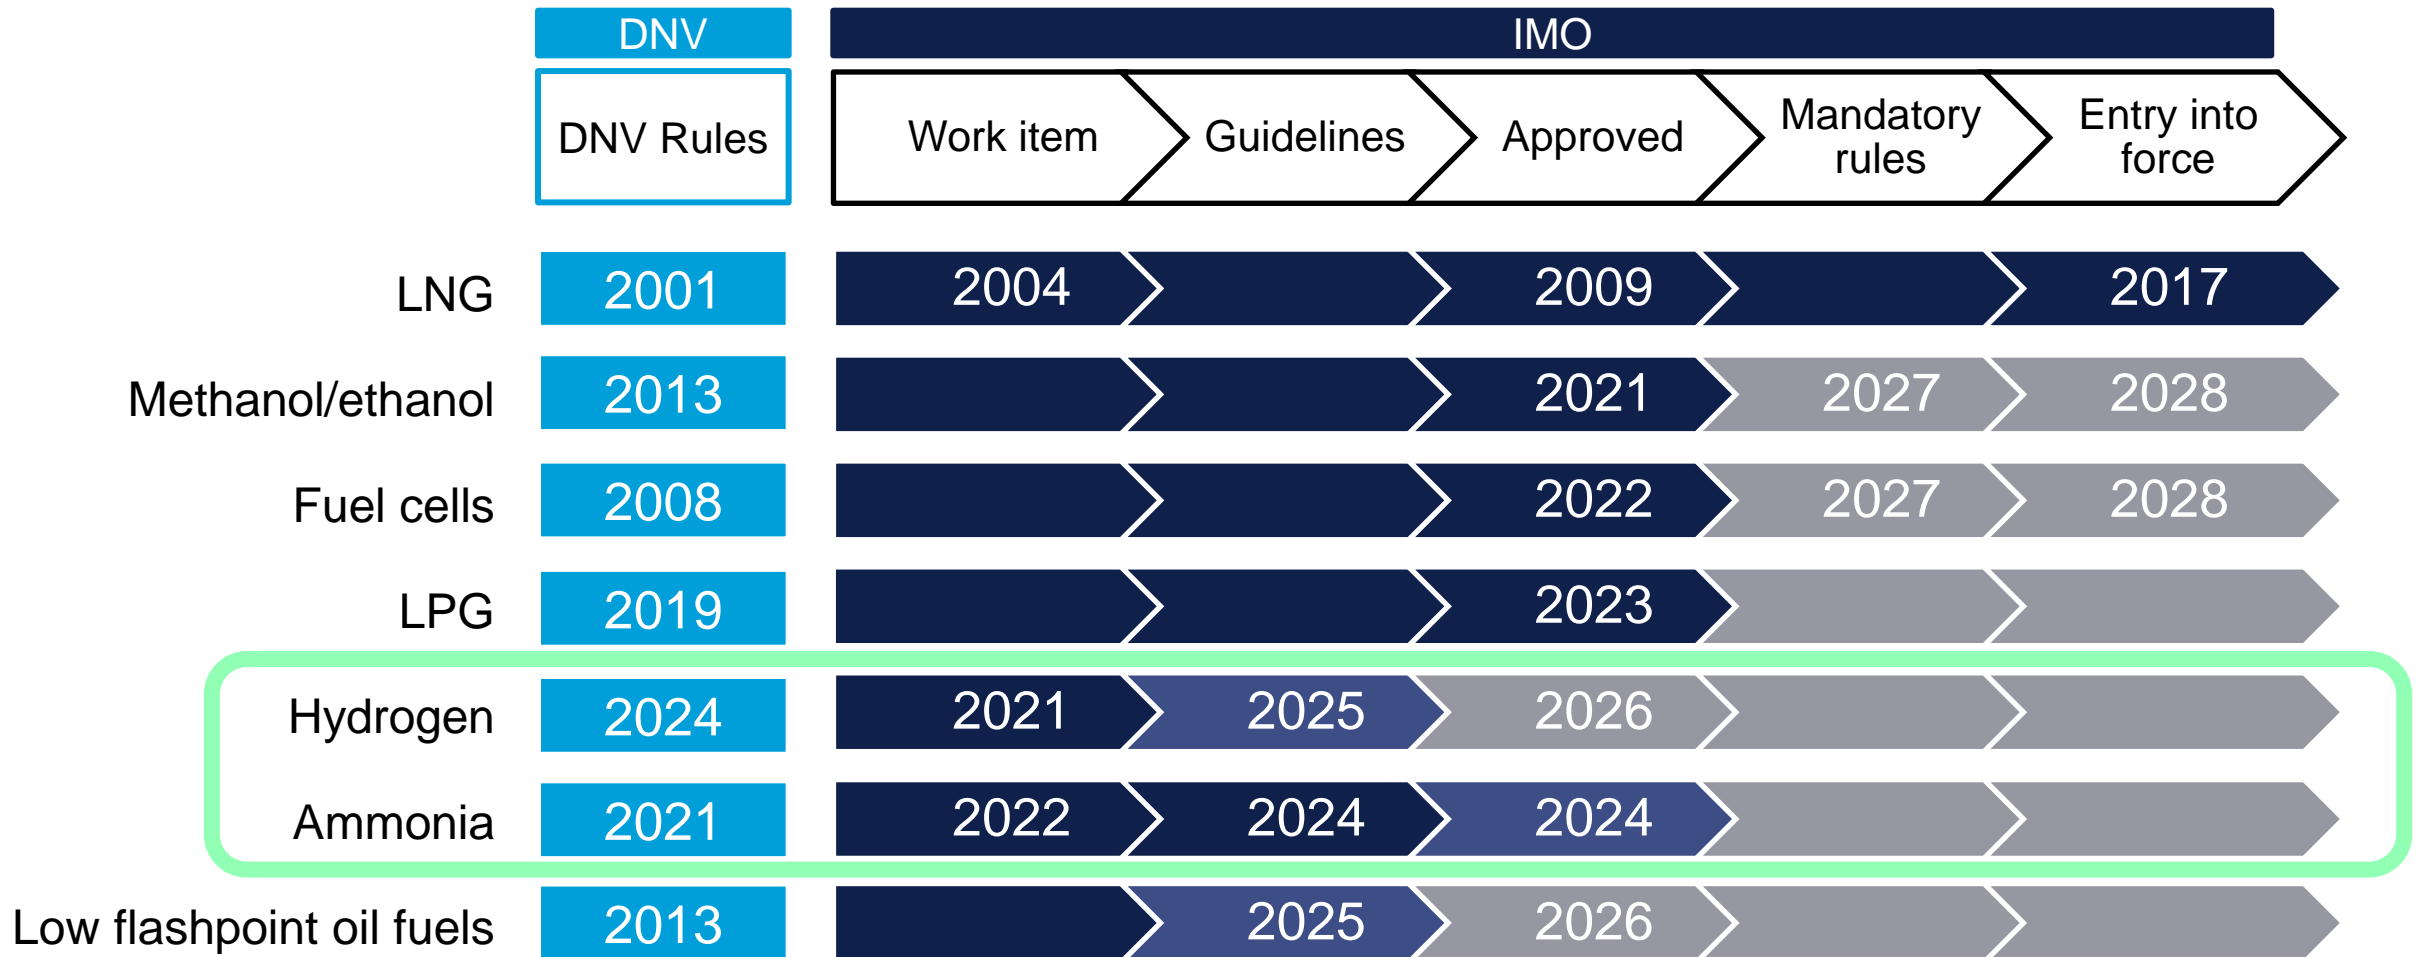 DNV IMO
DNV Rules Work item Guidelines Approved Mandatory rules Entry into force
LNG 2001 2004 2009 2017
Methanol/ethanol 2013 2021 2027 2028
Fuel cells 2008 2022 2027 2028
LPG 2019 2023
Hydrogen 2024 2021 2025 2026
Ammonia 2021 2022 2024 2024
Low flashpoint oil fuels 2013 2025 2026